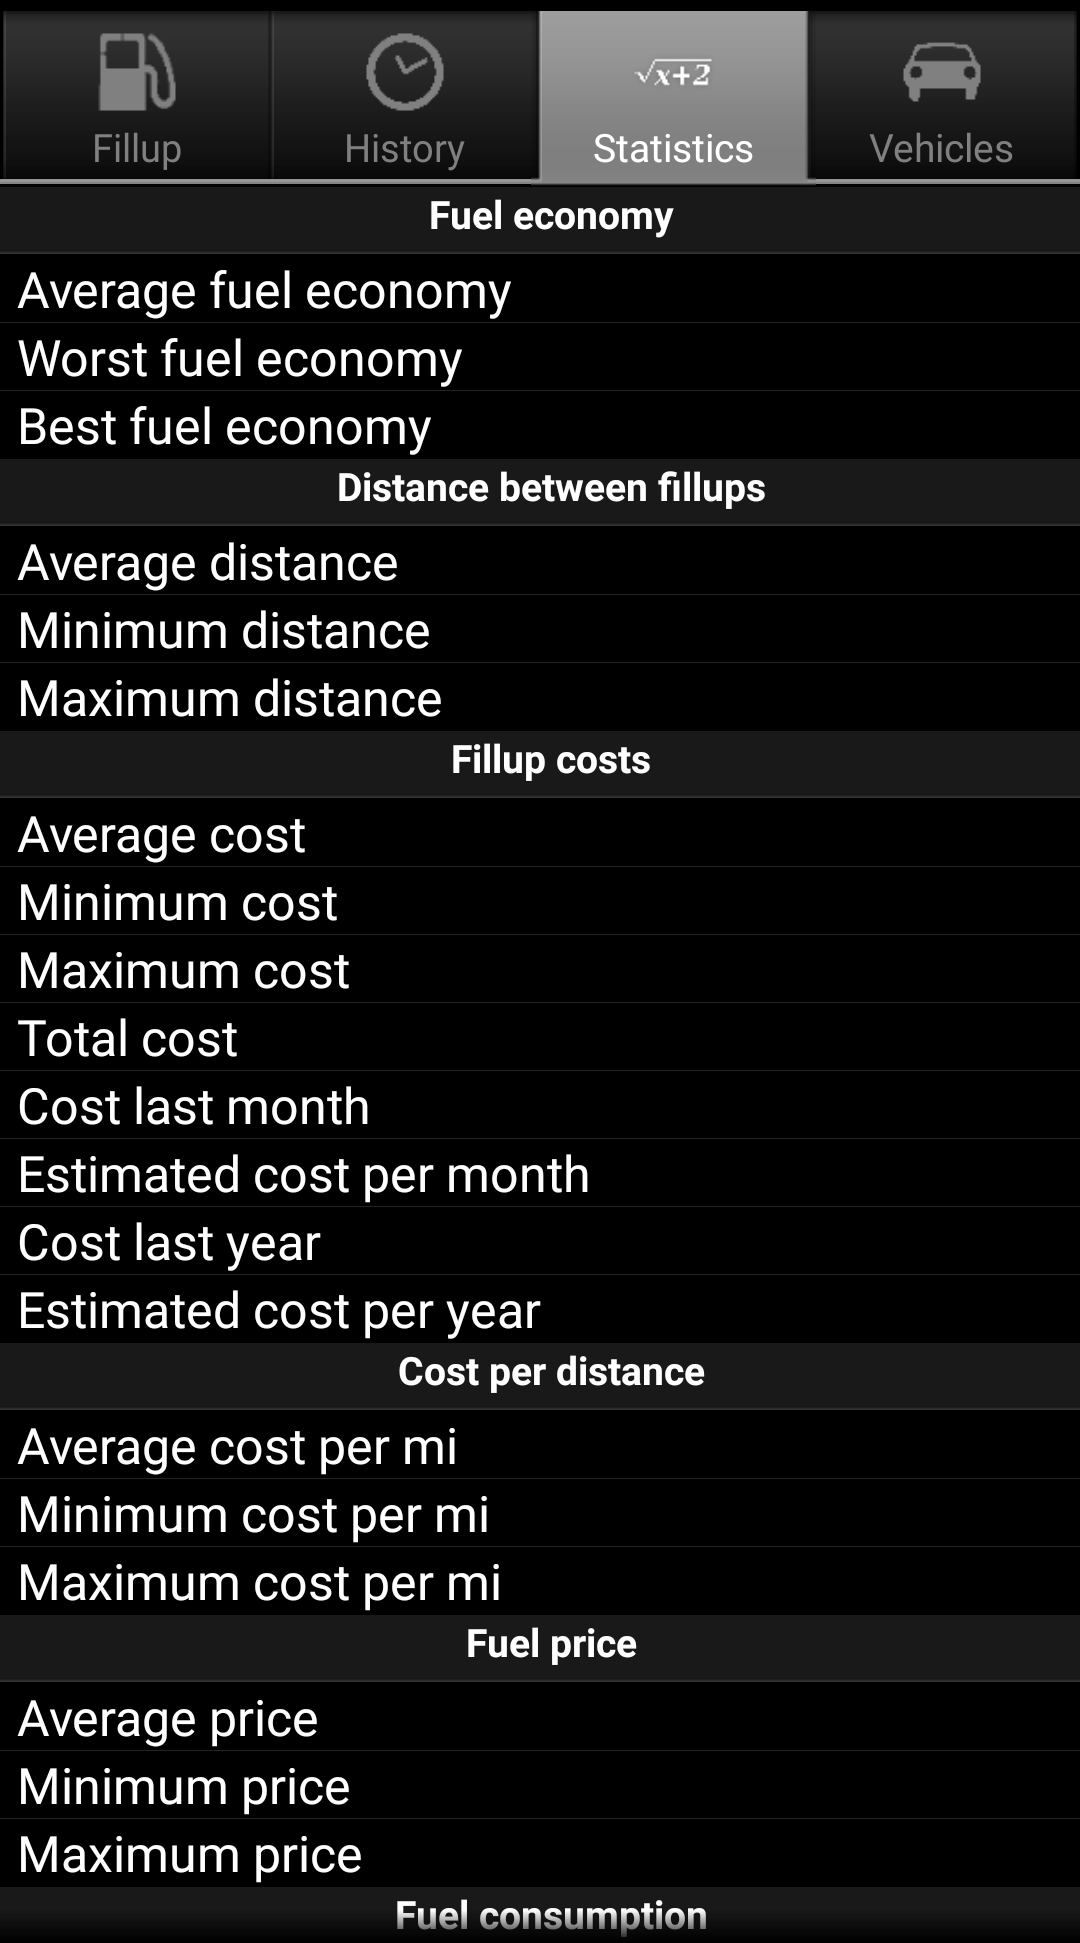 √x+2
Fillup
History
Statistics
Vehicles
Fuel economy
Average fuel economy
Worst fuel economy
Best fuel economy
Distance between fillups
Average distance
Minimum distance
Maximum distance
Fillup costs
Average cost
Minimum cost
Maximum cost
Total cost
Cost last month
Estimated cost per month
Cost last year
Estimated cost per year
Cost per distance
Average cost per mi
Minimum cost per mi
Maximum cost per mi
Fuel price
Average price
Minimum price
Maximum price
Fuel consumption